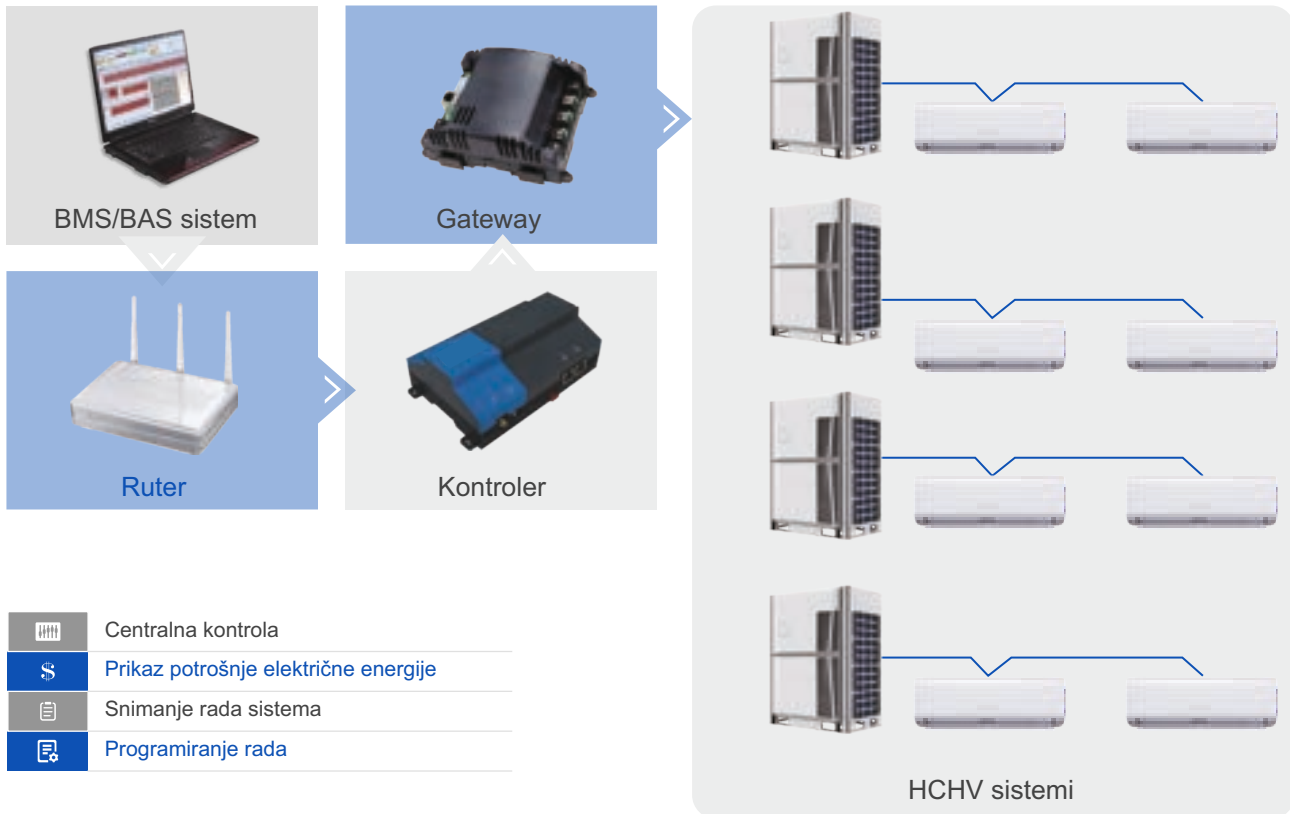 BMS/BAS sistem
Gateway
Ruter
Kontroler
Centralna kontrola
$ Prikaz potrošnje električne energije
Snimanje rada sistema
Programiranje rada
HCHV sistemi